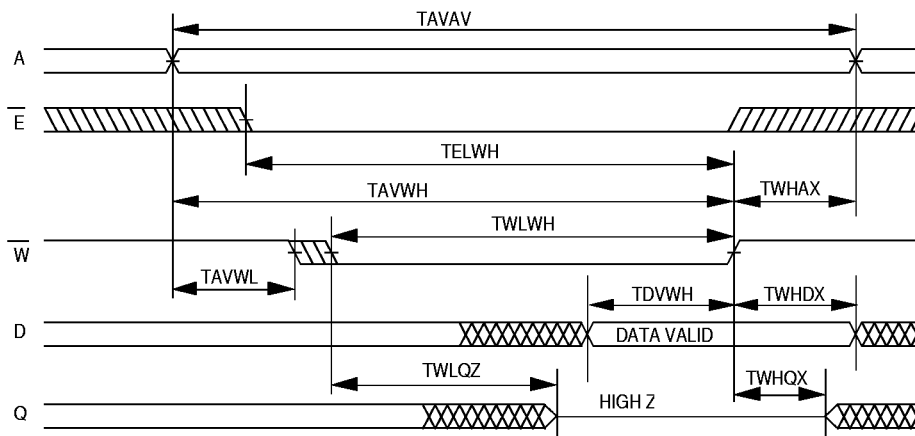 TAVAV
A
E
TELWH
TAVWH
TWHAX
TWLWH
W
TAVWL
TDVWH
TWHDX
D
DATA VALID
TWLQZ
TWHQX
Q
HIGH Z